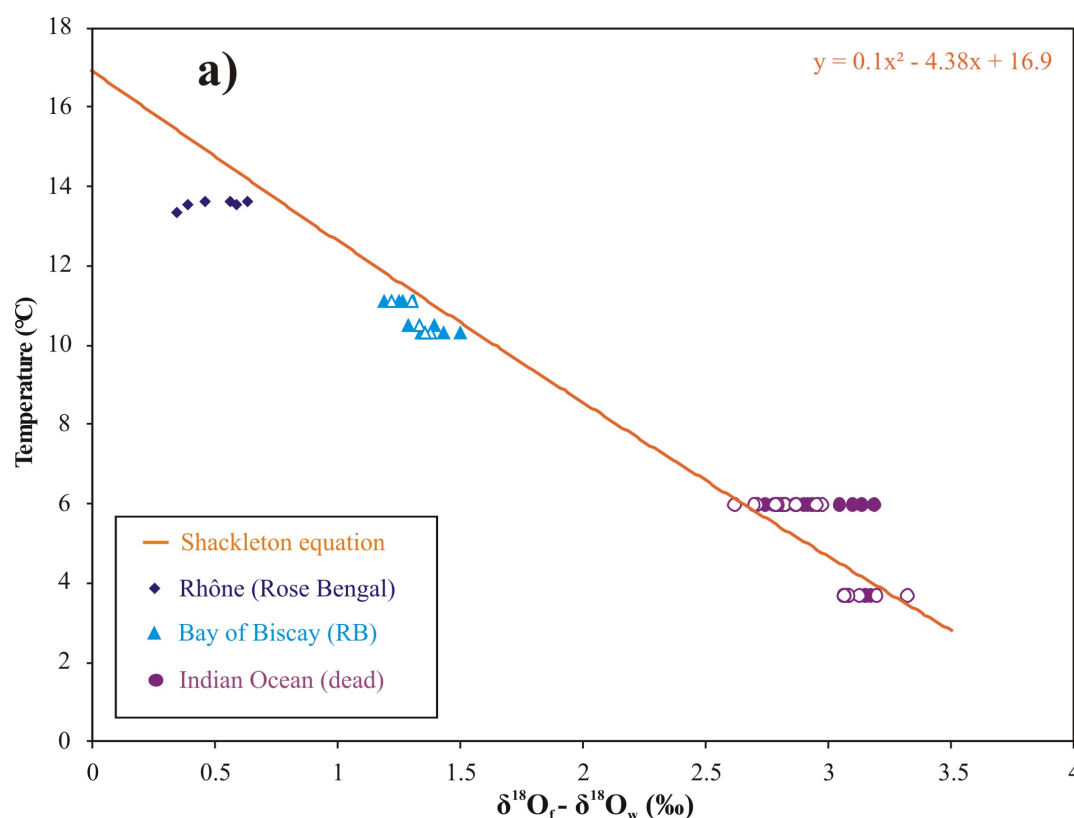 a)
y = 0.1x² - 4.38x + 16.9
18
16
14
12
10
8
6
4
2
0
Temperature (°C)
Shackleton equation
Rhône (Rose Bengal)
Bay of Biscay (RB)
Indian Ocean (dead)
0 0.5 1 1.5 2 2.5 3 3.5 4
δ¹⁸O_f - δ¹⁸O_w (‰)